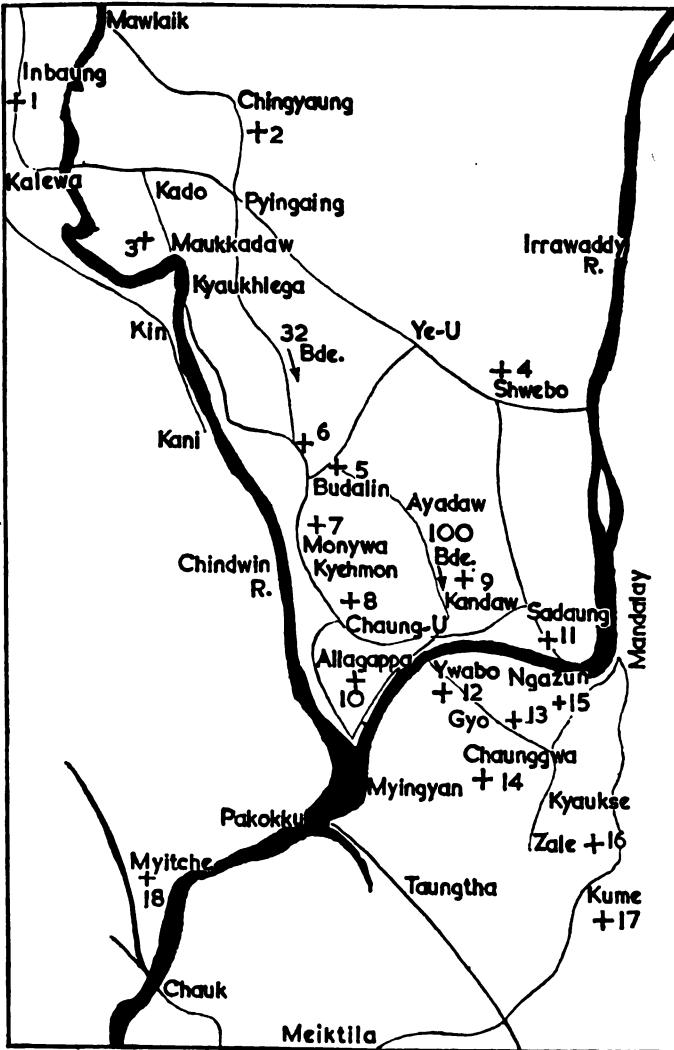 Mawlaik
Inbaung
+1
Chingyaung
+2
Kalewa
Kado
Pyingaing
3+
Maukkadaw
Irrawaddy
R.
Kyaukhlega
Kin
32
Bde.
Ye-U
+4
Shwebo
Kani
+6
+5
Budalin
Ayadaw
100
Bde.
+7
Monywa
Kyehmon
Chindwin
R.
+9
Kandaw
+8
Chaung-U
Sadaung
+11
Mandalay
Allagappa
+
10
Ywabo
+12
Ngazun
+15
Gyo
+13
Chaunggwa
+14
Myingyan
Kyaukse
Pakokku
Zale +16
Myitche
+
18
Taungtha
Kume
+17
Chauk
Meiktila